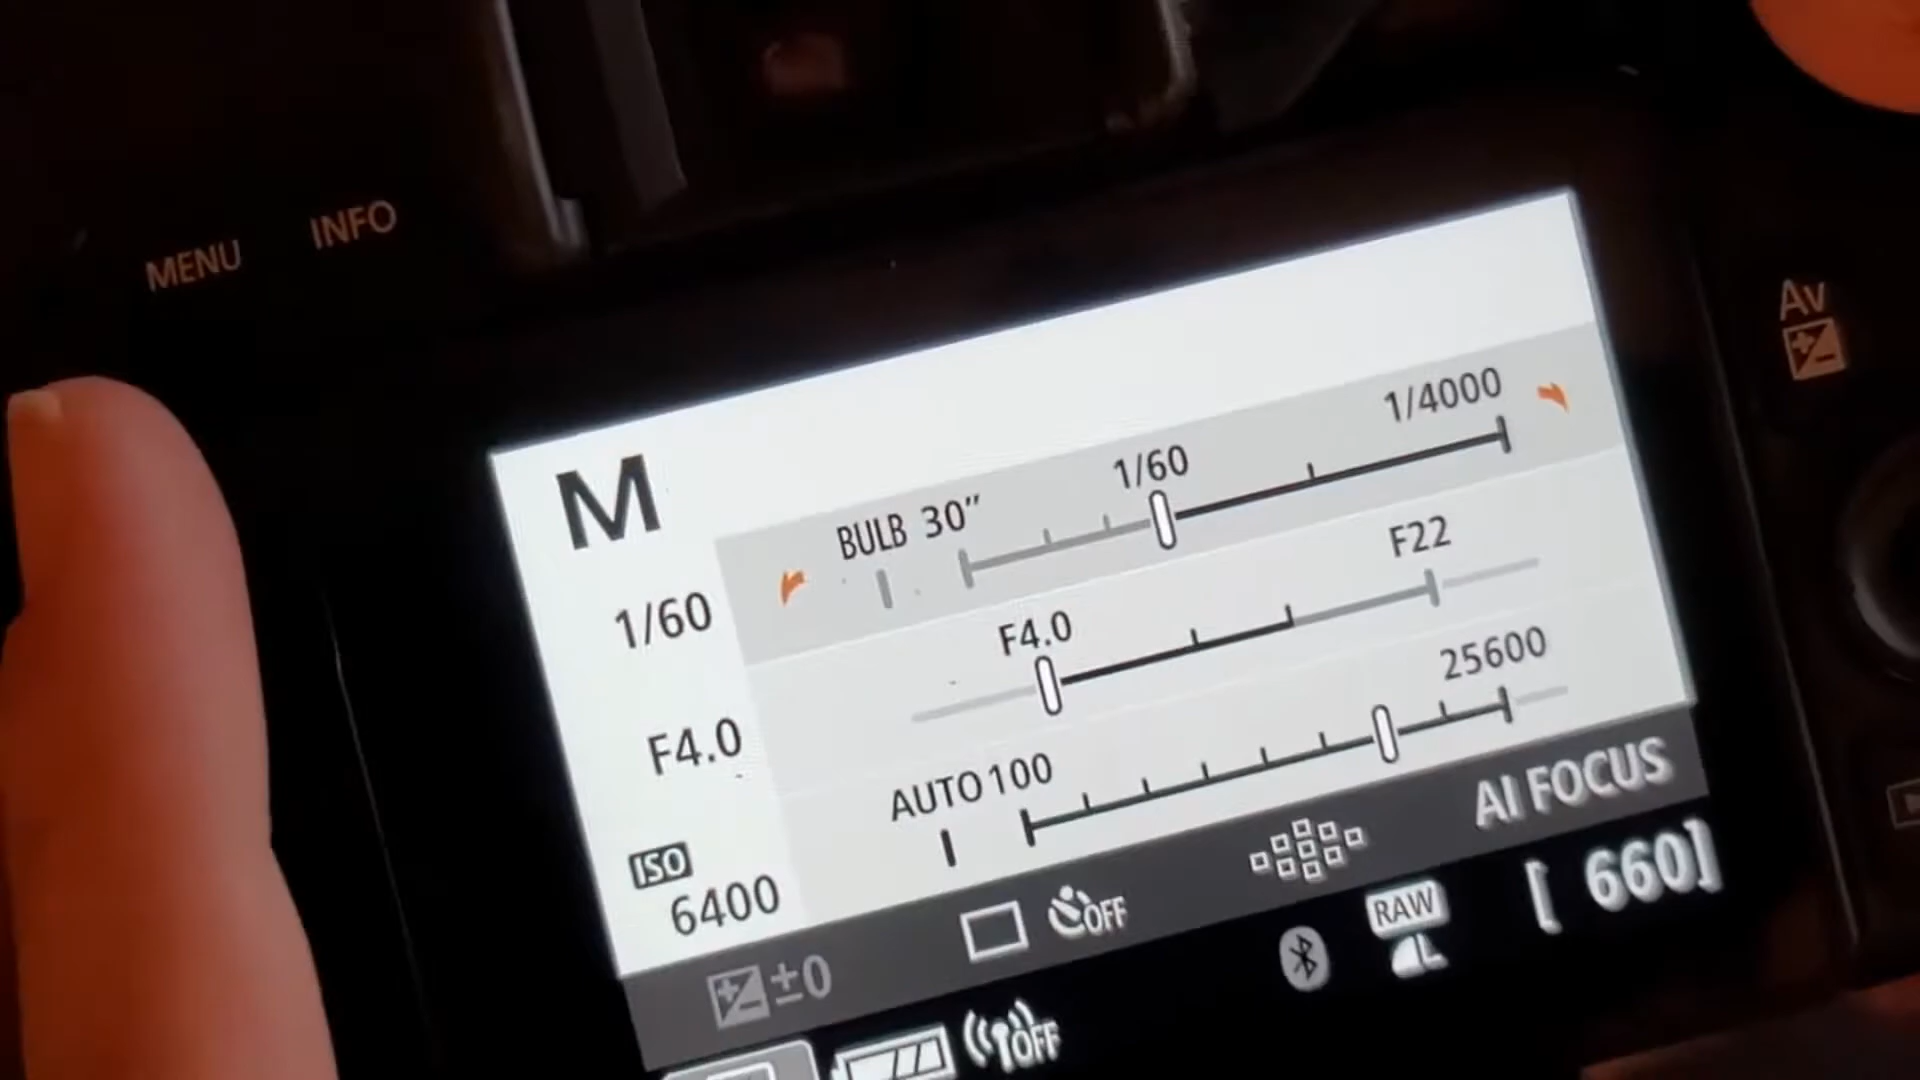 MENU INFO
Av
M
1/60
BULB 30" 1/60 1/4000
F4.0
F4.0 F22
ISO
6400
AUTO 100 25600
±0
OFF
AI FOCUS
OFF
RAW
L
[ 660]